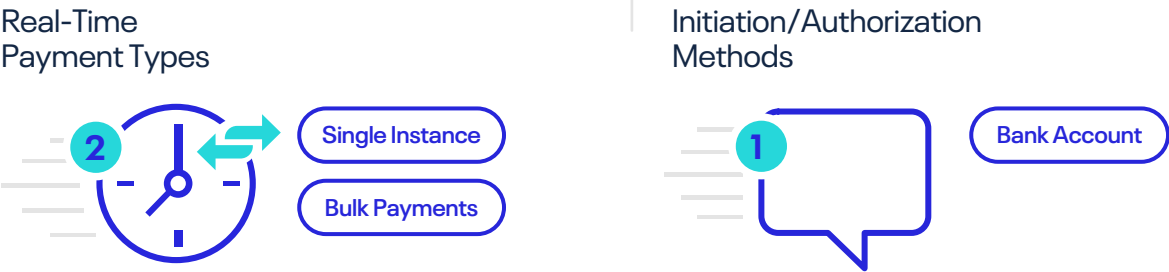 Real-Time
Payment Types
2
Single Instance
Bulk Payments
Initiation/Authorization
Methods
1
Bank Account